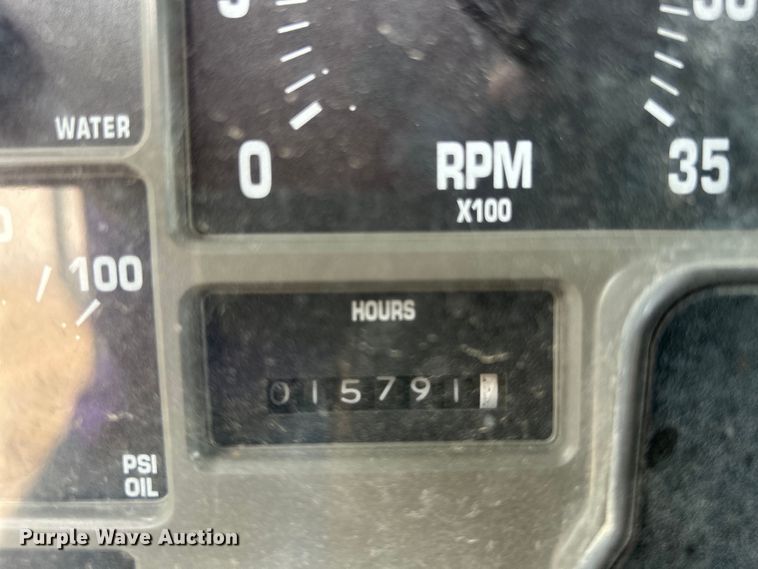 WATER
0 RPM 35
X100
100
HOURS
015791
PSI
OIL
Purple Wave Auction